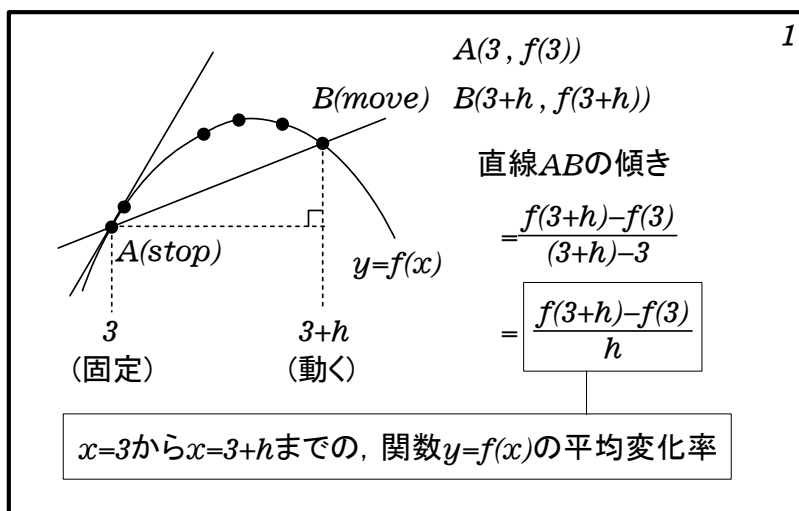 1
A(3 , f(3))
B(move) B(3+h , f(3+h))
直線ABの傾き
=f(3+h)−f(3)
(3+h)−3
A(stop)
y=f(x)
= f(3+h)−f(3)
h
3 3+h
(固定) (動く)
x=3からx=3+hまでの, 関数y=f(x)の平均変化率